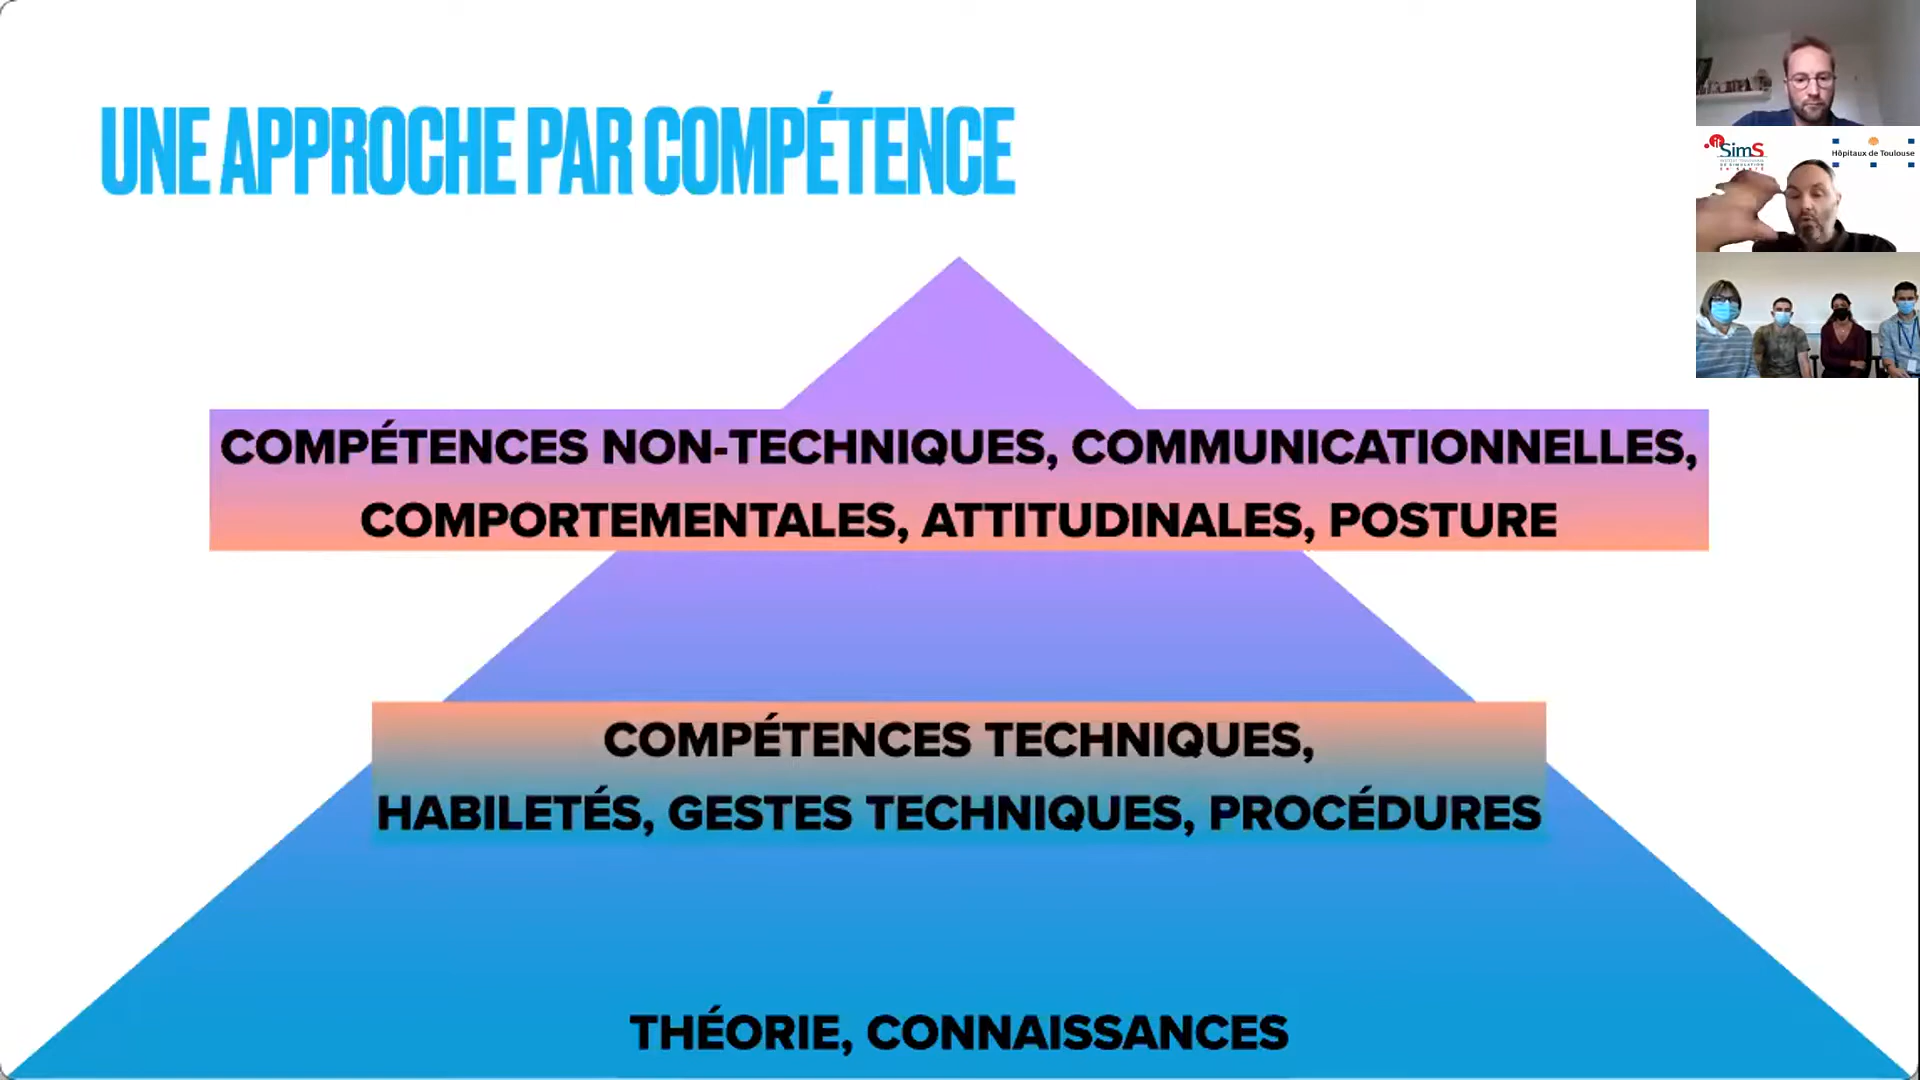 UNE APPROCHE PAR COMPÉTENCE
SimS
Hôpitaux de Toulouse
COMPÉTENCES NON-TECHNIQUES, COMMUNICATIONNELLES,
COMPORTEMENTALES, ATTITUDINALES, POSTURE
COMPÉTENCES TECHNIQUES,
HABILETÉS, GESTES TECHNIQUES, PROCÉDURES
THÉORIE, CONNAISSANCES